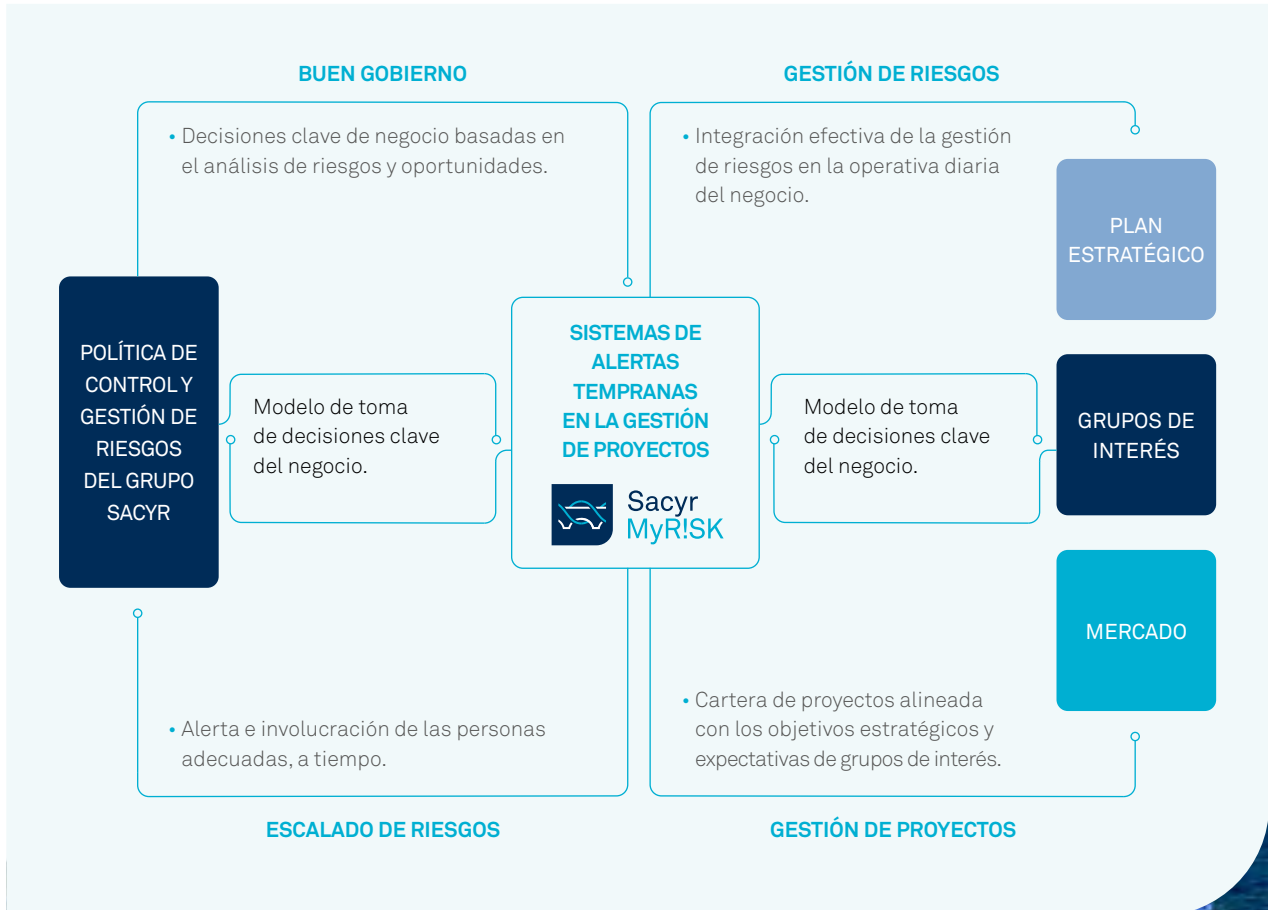 BUEN GOBIERNO
• Decisiones clave de negocio basadas en
el análisis de riesgos y oportunidades.
GESTIÓN DE RIESGOS
• Integración efectiva de la gestión
de riesgos en la operativa diaria
del negocio.
POLÍTICA DE
CONTROL Y
GESTIÓN DE
RIESGOS
DEL GRUPO
SACYR
Modelo de toma
de decisiones clave
del negocio.
SISTEMAS DE
ALERTAS
TEMPRANAS
EN LA GESTIÓN
DE PROYECTOS
Sacyr
MyR!SK
Modelo de toma
de decisiones clave
del negocio.
PLAN
ESTRATÉGICO
GRUPOS DE
INTERÉS
MERCADO
• Alerta e involucración de las personas
adecuadas, a tiempo.
ESCALADO DE RIESGOS
• Cartera de proyectos alineada
con los objetivos estratégicos y
expectativas de grupos de interés.
GESTIÓN DE PROYECTOS